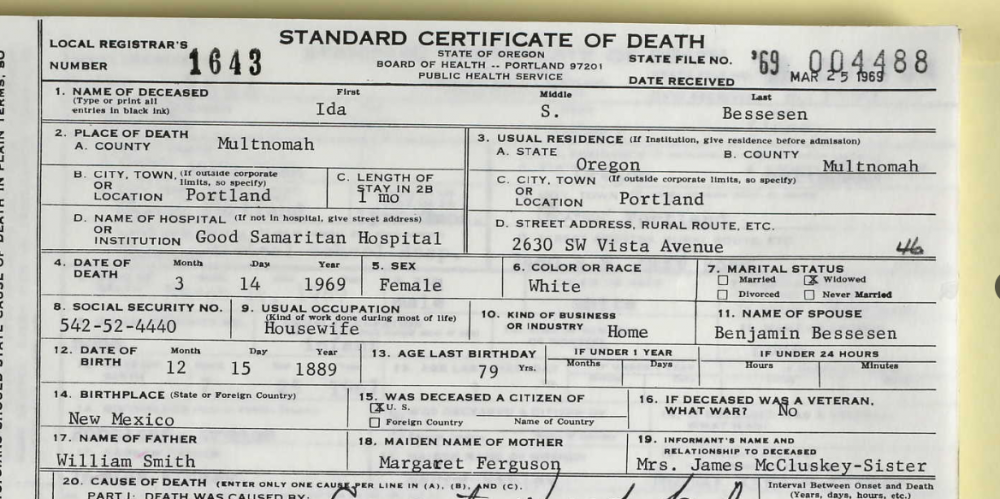 STANDARD CERTIFICATE OF DEATH
LOCAL REGISTRAR'S NUMBER 1643
STATE OF OREGON
BOARD OF HEALTH -- PORTLAND 97201
PUBLIC HEALTH SERVICE
STATE FILE NO. '69 004488
DATE RECEIVED MAR 25 1969
1. NAME OF DECEASED First Middle Last
(Type or print all entries in black ink) Ida S. Bessesen
2. PLACE OF DEATH
A. COUNTY Multnomah
B. CITY, TOWN, (If outside corporate limits, so specify)
OR
LOCATION Portland
C. LENGTH OF STAY IN 2B
1 mo
D. NAME OF HOSPITAL (If not in hospital, give street address)
OR
INSTITUTION Good Samaritan Hospital
3. USUAL RESIDENCE (If Institution, give residence before admission)
A. STATE Oregon
B. COUNTY Multnomah
C. CITY, TOWN (If outside corporate limits, so specify)
OR
LOCATION Portland
D. STREET ADDRESS, RURAL ROUTE, ETC.
2630 SW Vista Avenue 46
4. DATE OF DEATH Month Day Year
3 14 1969
5. SEX
Female
6. COLOR OR RACE
White
7. MARITAL STATUS
Married Widowed
Divorced Never Married
8. SOCIAL SECURITY NO.
542-52-4440
9. USUAL OCCUPATION
(Kind of work done during most of life)
Housewife
10. KIND OF BUSINESS OR INDUSTRY Home
11. NAME OF SPOUSE
Benjamin Bessesen
12. DATE OF BIRTH Month Day Year
12 15 1889
13. AGE LAST BIRTHDAY
79 Yrs.
IF UNDER 1 YEAR
Months Days
IF UNDER 24 HOURS
Hours Minutes
14. BIRTHPLACE (State or Foreign Country)
New Mexico
15. WAS DECEASED A CITIZEN OF
U. S.
Foreign Country Name of Country
16. IF DECEASED WAS A VETERAN, WHAT WAR? No
17. NAME OF FATHER
William Smith
18. MAIDEN NAME OF MOTHER
Margaret Ferguson
19. INFORMANT'S NAME AND RELATIONSHIP TO DECEASED
Mrs. James McCluskey-Sister
20. CAUSE OF DEATH (ENTER ONLY ONE CAUSE PER LINE IN (A), (B), AND (C).
PART I: DEATH WAS CAUSED BY:
Interval Between Onset and Death
(Years, days, hours, etc.)